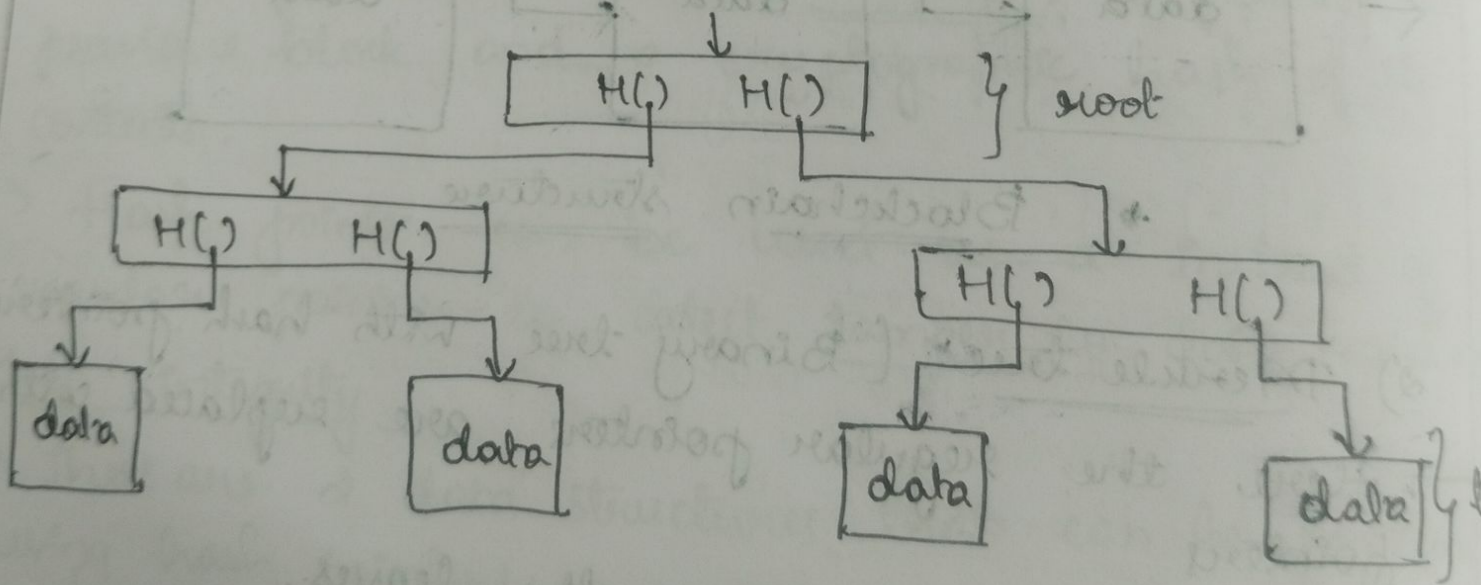 H() H() } root
H() H()
H() H()
data data
data data }